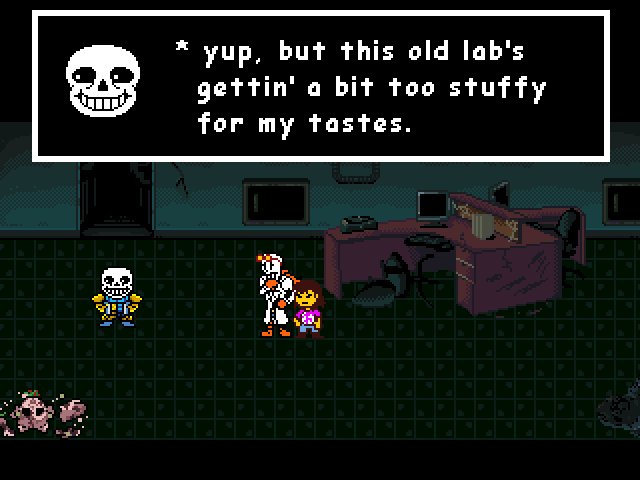 * yup, but this old lab's
gettin' a bit too stuffy
for my tastes.